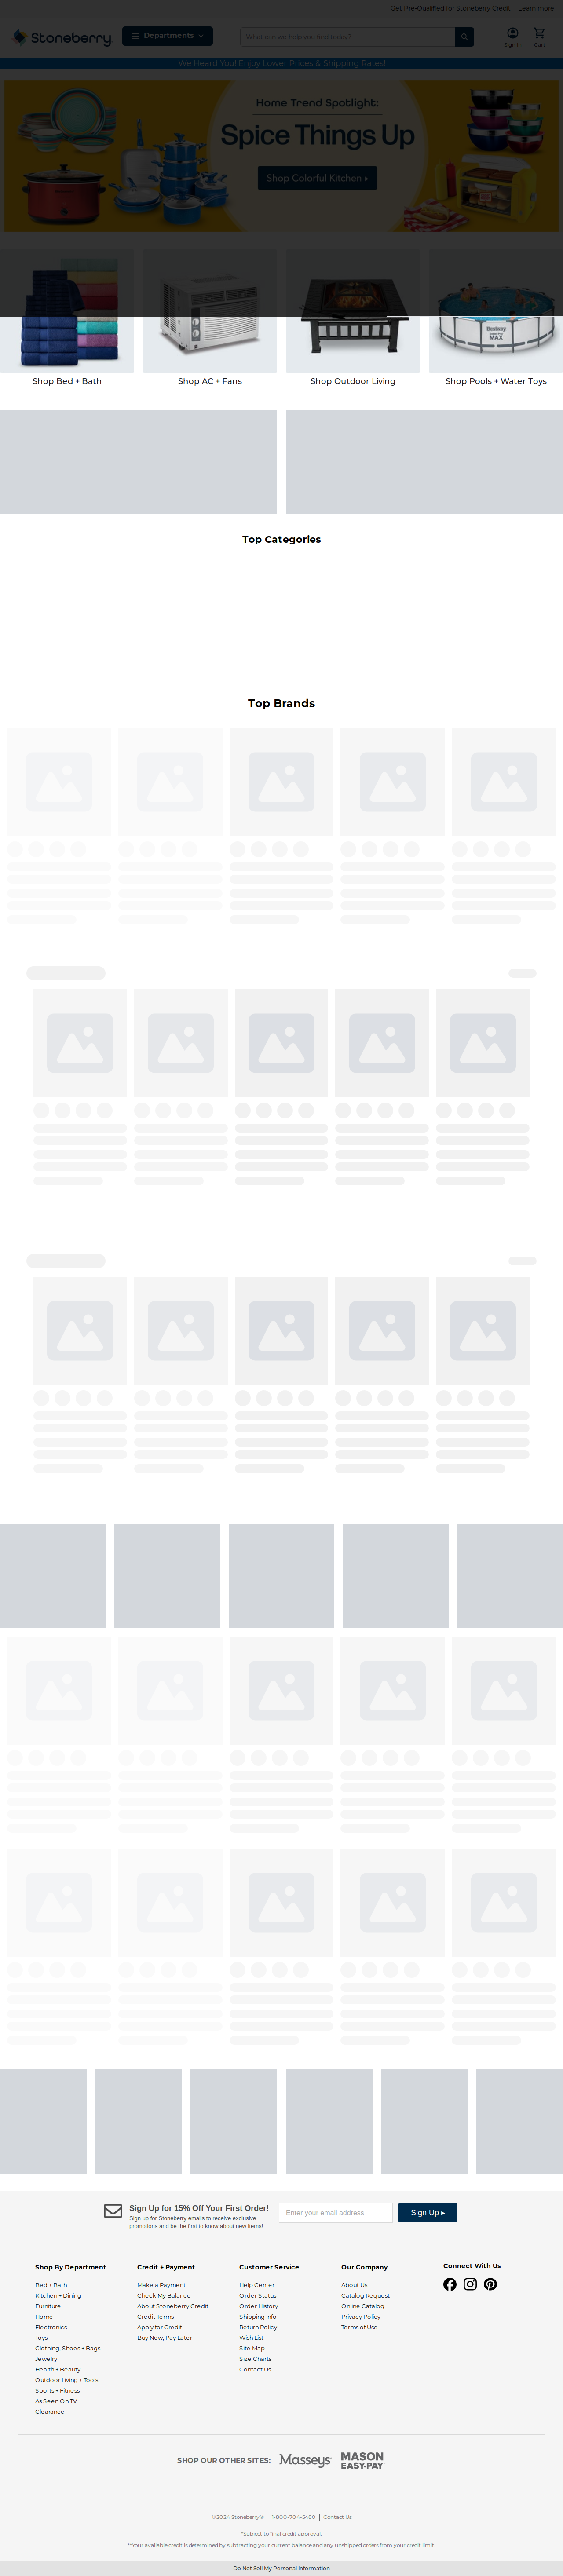 Get Pre-Qualified for Stoneberry Credit | Learn more
Stoneberry
Departments
What can we help you find today?
Sign In
Cart
We Heard You! Enjoy Lower Prices & Shipping Rates!
Home Trend Spotlight:
Spice Things Up
Shop Colorful Kitchen
Bestway
MAX
Shop Bed + Bath
Shop AC + Fans
Shop Outdoor Living
Shop Pools + Water Toys
Top Categories
Top Brands
Sign Up for 15% Off Your First Order!
Sign up for Stoneberry emails to receive exclusive
promotions and be the first to know about new items!
Enter your email address
Sign Up ▸
Shop By Department
Bed + Bath
Kitchen + Dining
Furniture
Home
Electronics
Toys
Clothing, Shoes + Bags
Jewelry
Health + Beauty
Outdoor Living + Tools
Sports + Fitness
As Seen On TV
Clearance
Credit + Payment
Make a Payment
Check My Balance
About Stoneberry Credit
Credit Terms
Apply for Credit
Buy Now, Pay Later
Customer Service
Help Center
Order Status
Order History
Shipping Info
Return Policy
Wish List
Site Map
Size Charts
Contact Us
Our Company
About Us
Catalog Request
Online Catalog
Privacy Policy
Terms of Use
Connect With Us
SHOP OUR OTHER SITES:
Masseys
MASON
EASY-PAY
©2024 Stoneberry® | 1-800-704-5480 | Contact Us
*Subject to final credit approval.
**Your available credit is determined by subtracting your current balance and any unshipped orders from your credit limit.
Do Not Sell My Personal Information